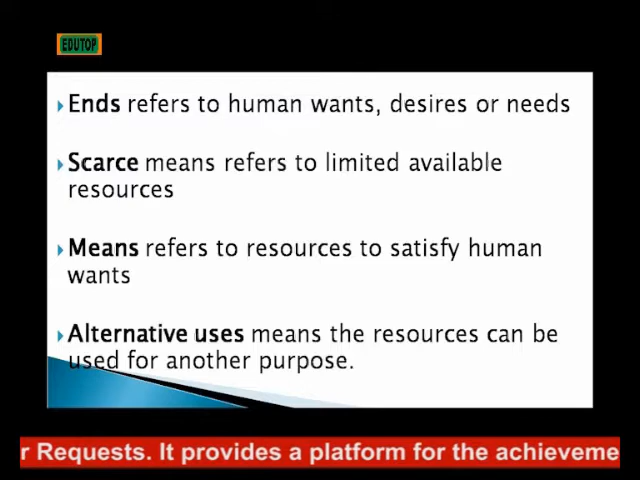 EDUTOP
Ends refers to human wants, desires or needs
Scarce means refers to limited available
resources
Means refers to resources to satisfy human
wants
Alternative uses means the resources can be
used for another purpose.
r Requests. It provides a platform for the achieveme